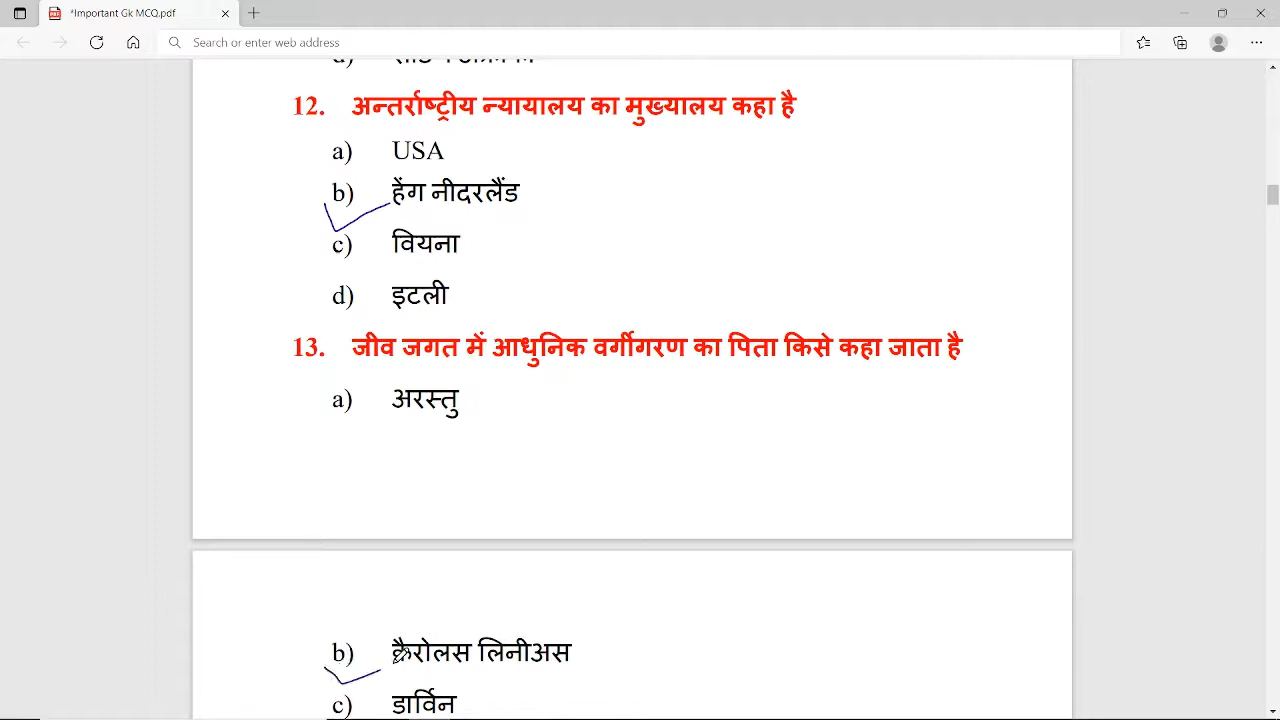 *Important Gk MCQ.pdf
Search or enter web address
12. अन्तर्राष्ट्रीय न्यायालय का मुख्यालय कहा है
a) USA
b) हेंग नीदरलैंड
c) वियना
d) इटली
13. जीव जगत में आधुनिक वर्गीगरण का पिता किसे कहा जाता है
a) अरस्तु
b) कैरोलस लिनीअस
c) डार्विन